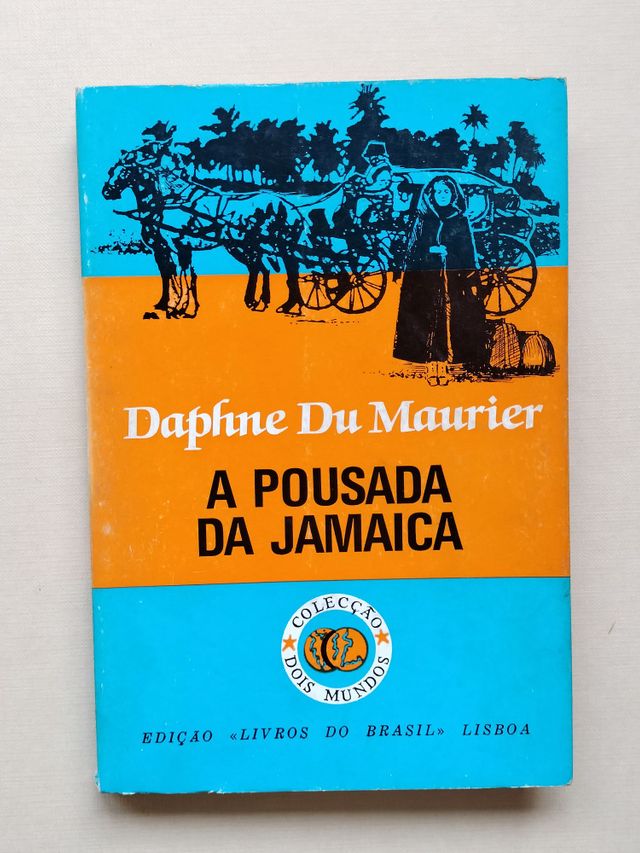 Daphne Du Maurier
A POUSADA
DA JAMAICA
COLECÇÃO
DOIS MUNDOS
EDIÇÃO «LIVROS DO BRASIL» LISBOA